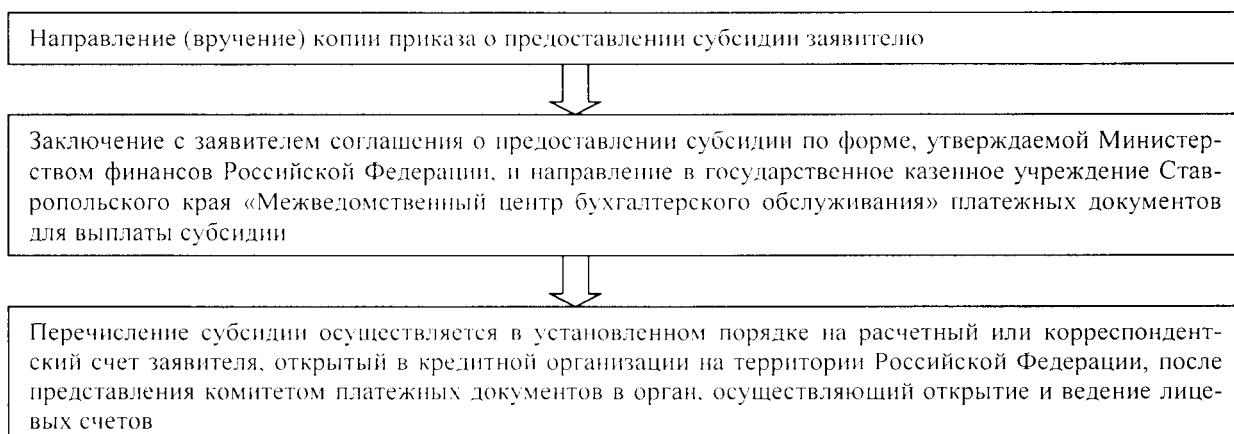 Направление (вручение) копии приказа о предоставлении субсидии заявителю
Заключение с заявителем соглашения о предоставлении субсидии по форме, утверждаемой Министер-
ством финансов Российской Федерации, и направление в государственное казенное учреждение Став-
ропольского края «Межведомственный центр бухгалтерского обслуживания» платежных документов
для выплаты субсидии
Перечисление субсидии осуществляется в установленном порядке на расчетный или корреспондент-
ский счет заявителя, открытый в кредитной организации на территории Российской Федерации, после
представления комитетом платежных документов в орган, осуществляющий открытие и ведение лице-
вых счетов